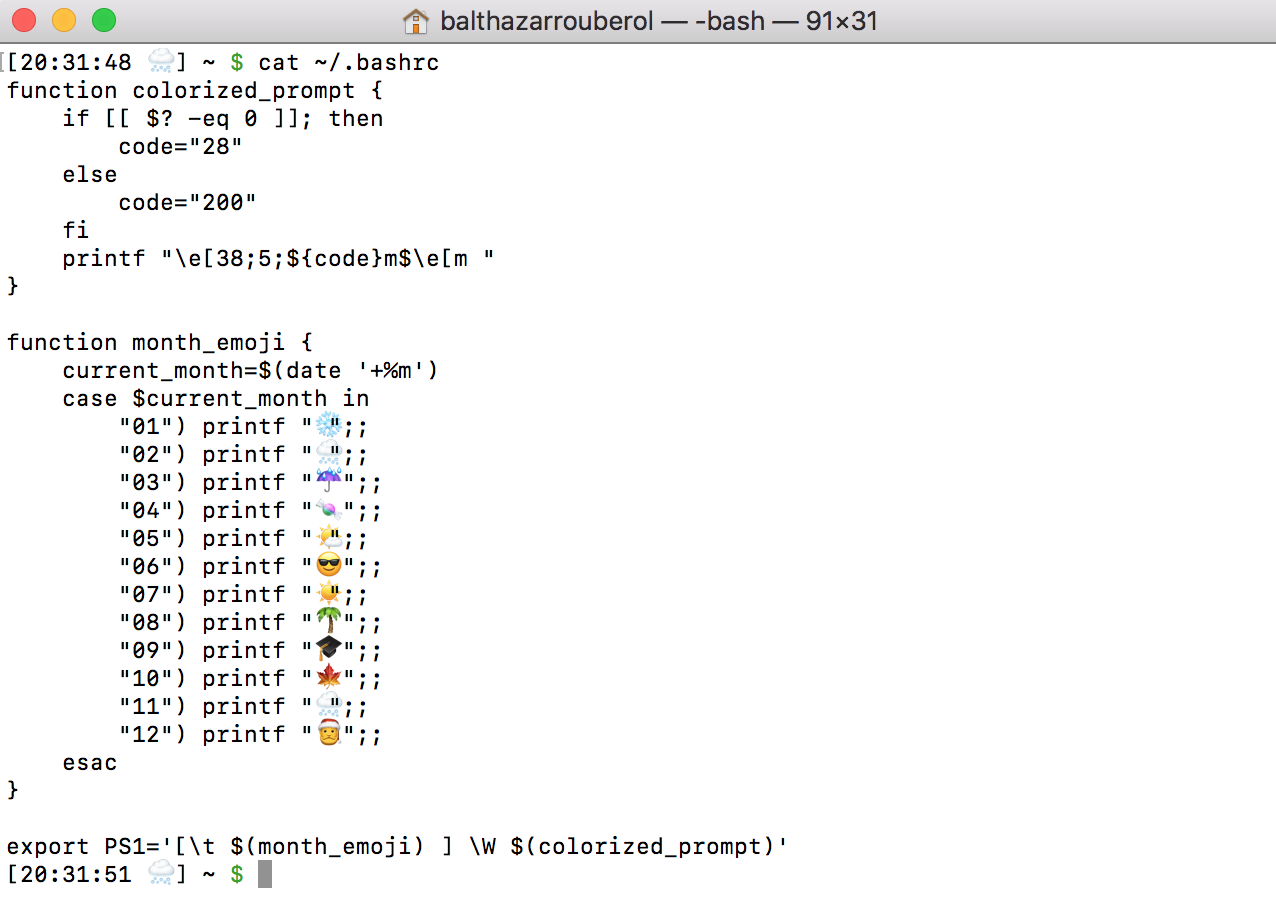 balthazarrouberol — -bash — 91×31
[[20:31:48 🌧] ~ $ cat ~/.bashrc
function colorized_prompt {
    if [[ $? -eq 0 ]]; then
        code="28"
    else
        code="200"
    fi
    printf "\e[38;5;${code}m$\e[m "
}

function month_emoji {
    current_month=$(date '+%m')
    case $current_month in
        "01") printf "❄️";;
        "02") printf "🌧";;
        "03") printf "☔";;
        "04") printf "🍬";;
        "05") printf "🌤";;
        "06") printf "😎";;
        "07") printf "☀️";;
        "08") printf "🌴";;
        "09") printf "🎓";;
        "10") printf "🍁";;
        "11") printf "🌧";;
        "12") printf "🎅";;
    esac
}

export PS1='[\t $(month_emoji) ] \W $(colorized_prompt)'
[20:31:51 🌧] ~ $